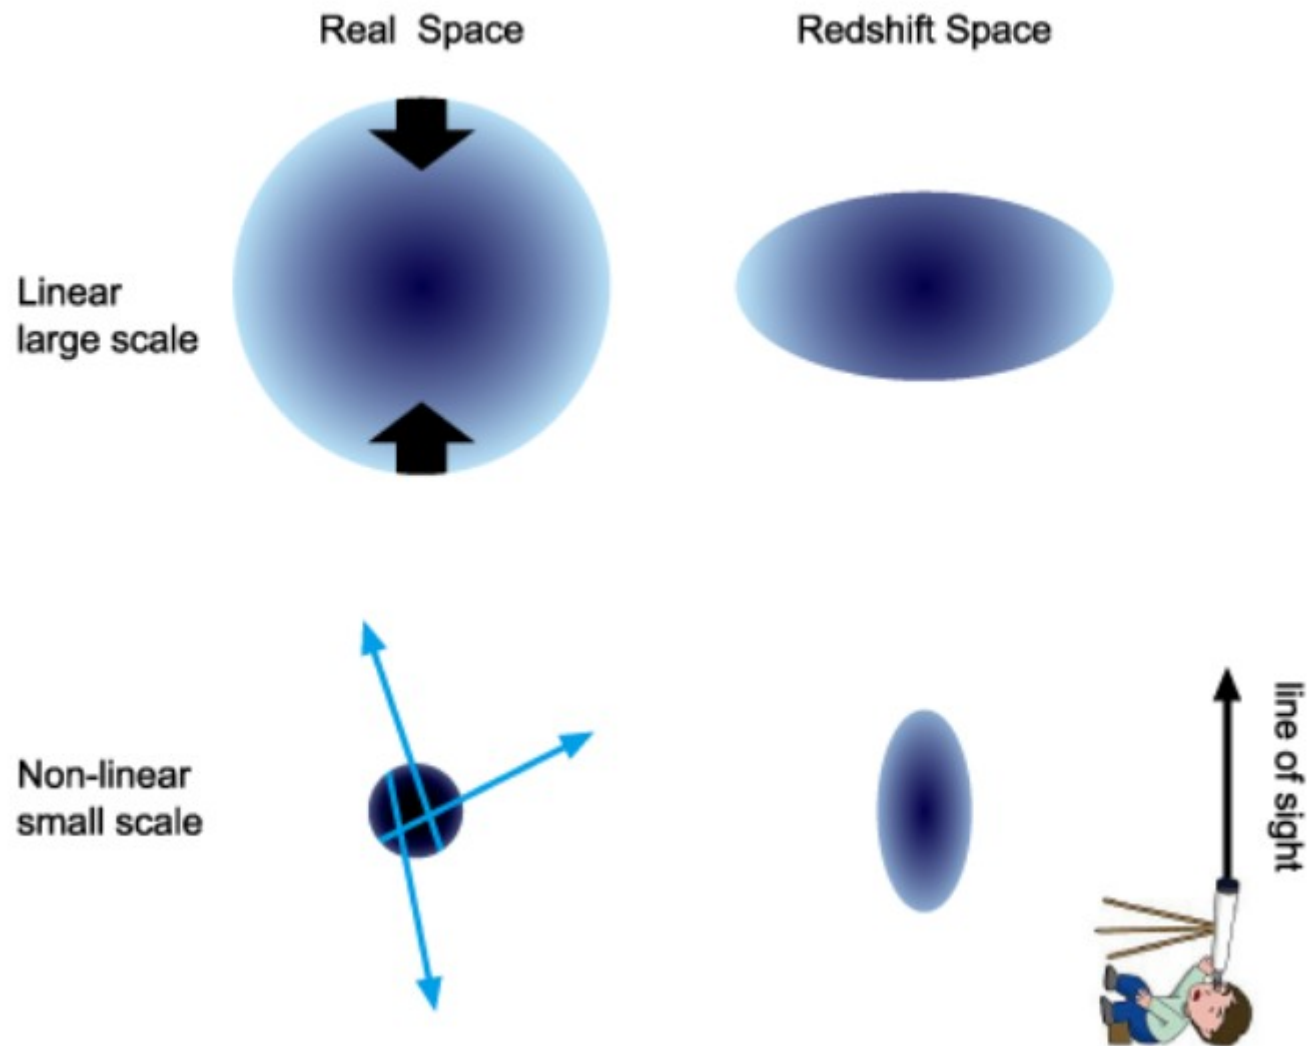 Real Space
Redshift Space
Linear
large scale
Non-linear
small scale
line of sight